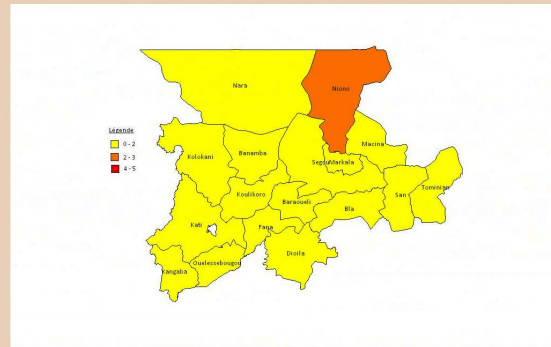 Nara
Niono
Légende
0 - 2
2 - 3
4 - 5
Macina
Kolokani
Banamba
Segou
Markala
Koulikoro
Baraoueli
San
Tominian
Bla
Kati
Fana
Dioila
Ouelessebougou
Kangaba